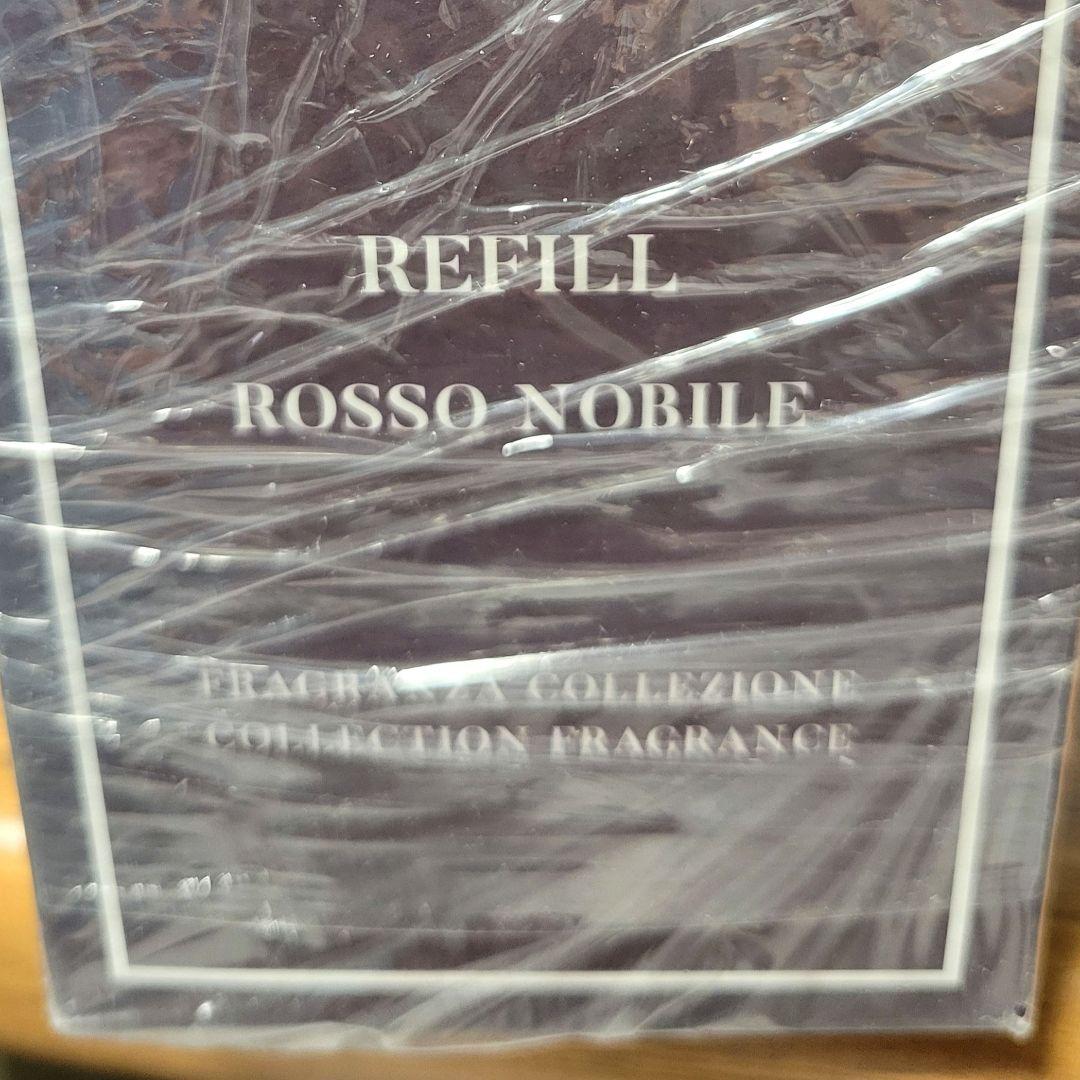 REFILL
ROSSO NOBILE
FRAGRANZA COLLEZIONE
COLLECTION FRAGRANCE